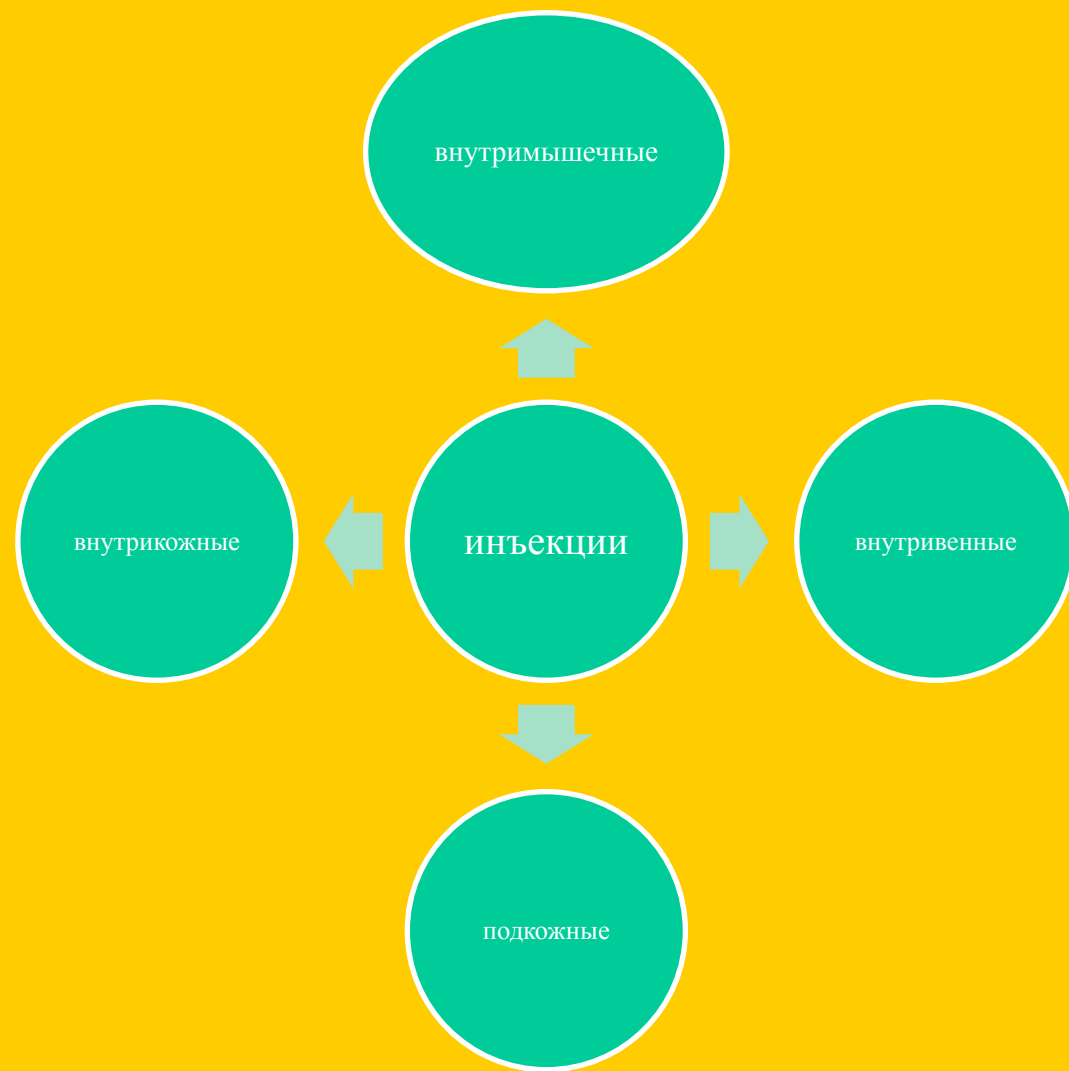 внутримышечные
внутрикожные
инъекции
внутривенные
подкожные